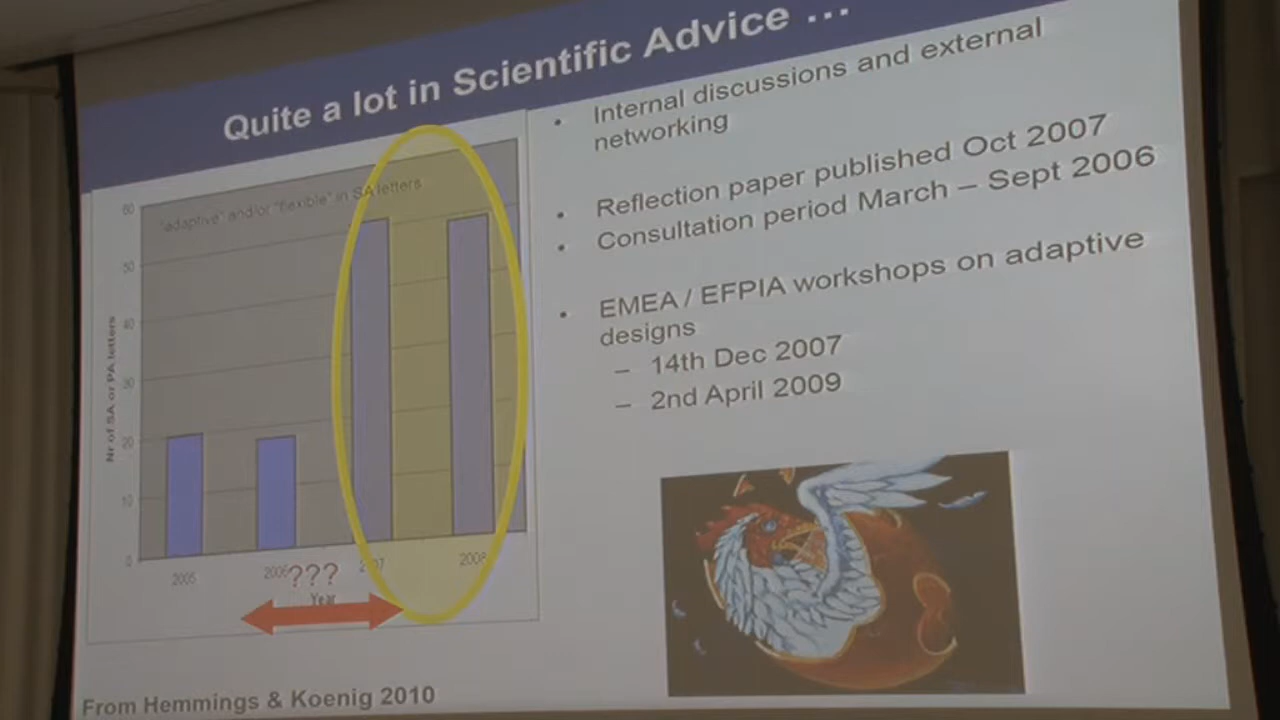 Quite a lot in Scientific Advice ...
"adaptive" and/or "flexible" in SA letters
60
50
40
30
20
10
0
Nr of SA or PA letters
2005
2006
???
2007
2008
Year
From Hemmings & Koenig 2010
• Internal discussions and external
networking
• Reflection paper published Oct 2007
• Consultation period March – Sept 2006
• EMEA / EFPIA workshops on adaptive
designs
– 14th Dec 2007
– 2nd April 2009